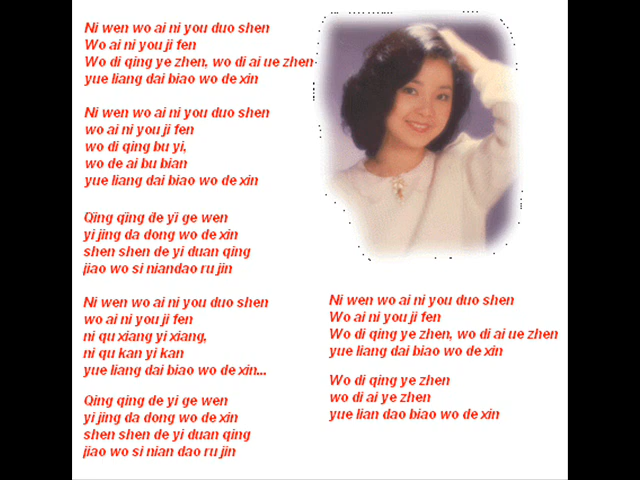 Ni wen wo ai ni you duo shen
Wo ai ni you ji fen
Wo di qing ye zhen, wo di ai ue zhen
yue liang dai biao wo de xin
Ni wen wo ai ni you duo shen
wo ai ni you ji fen
wo di qing bu yi,
wo de ai bu bian
yue liang dai biao wo de xin
Qīng qīng de yī ge wen
yi jīng da dong wo de xin
shen shen de yi duan qing
jiao wo si niandao ru jin
Ni wen wo ai ni you duo shen
wo ai ni you ji fen
ni qu xiang yi xiang,
ni qu kan yi kan
yue liang dai biao wo de xin...
Qing qing de yi ge wen
yi jing da dong wo de xin
shen shen de yi duan qing
jiao wo si nian dao ru jin
Ni wen wo ai ni you duo shen
Wo ai ni you ji fen
Wo di qing ye zhen, wo di ai ue zhen
yue liang dai biao wo de xin
Wo di qing ye zhen
wo di ai ye zhen
yue lian dao biao wo de xin